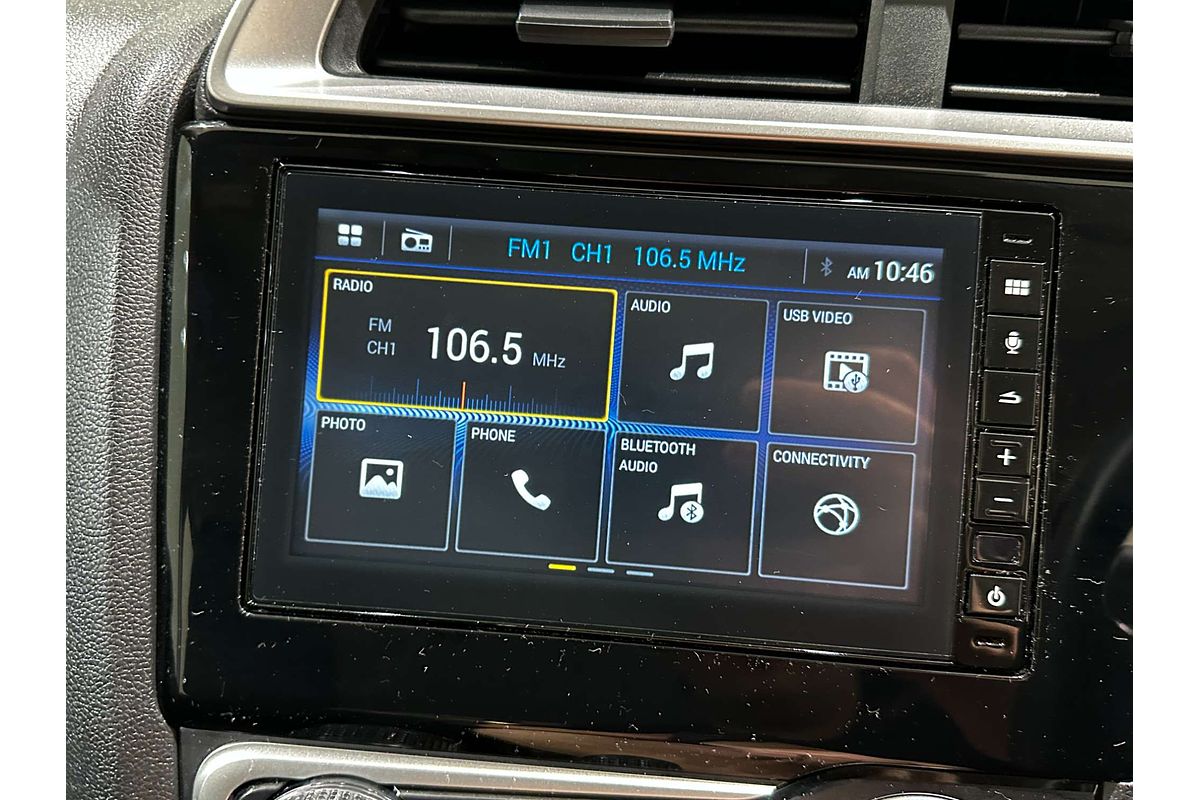 FM1 CH1 106.5 MHz AM 10:46
RADIO
FM
CH1
106.5 MHz
AUDIO
USB VIDEO
PHOTO
PHONE
BLUETOOTH
AUDIO
CONNECTIVITY